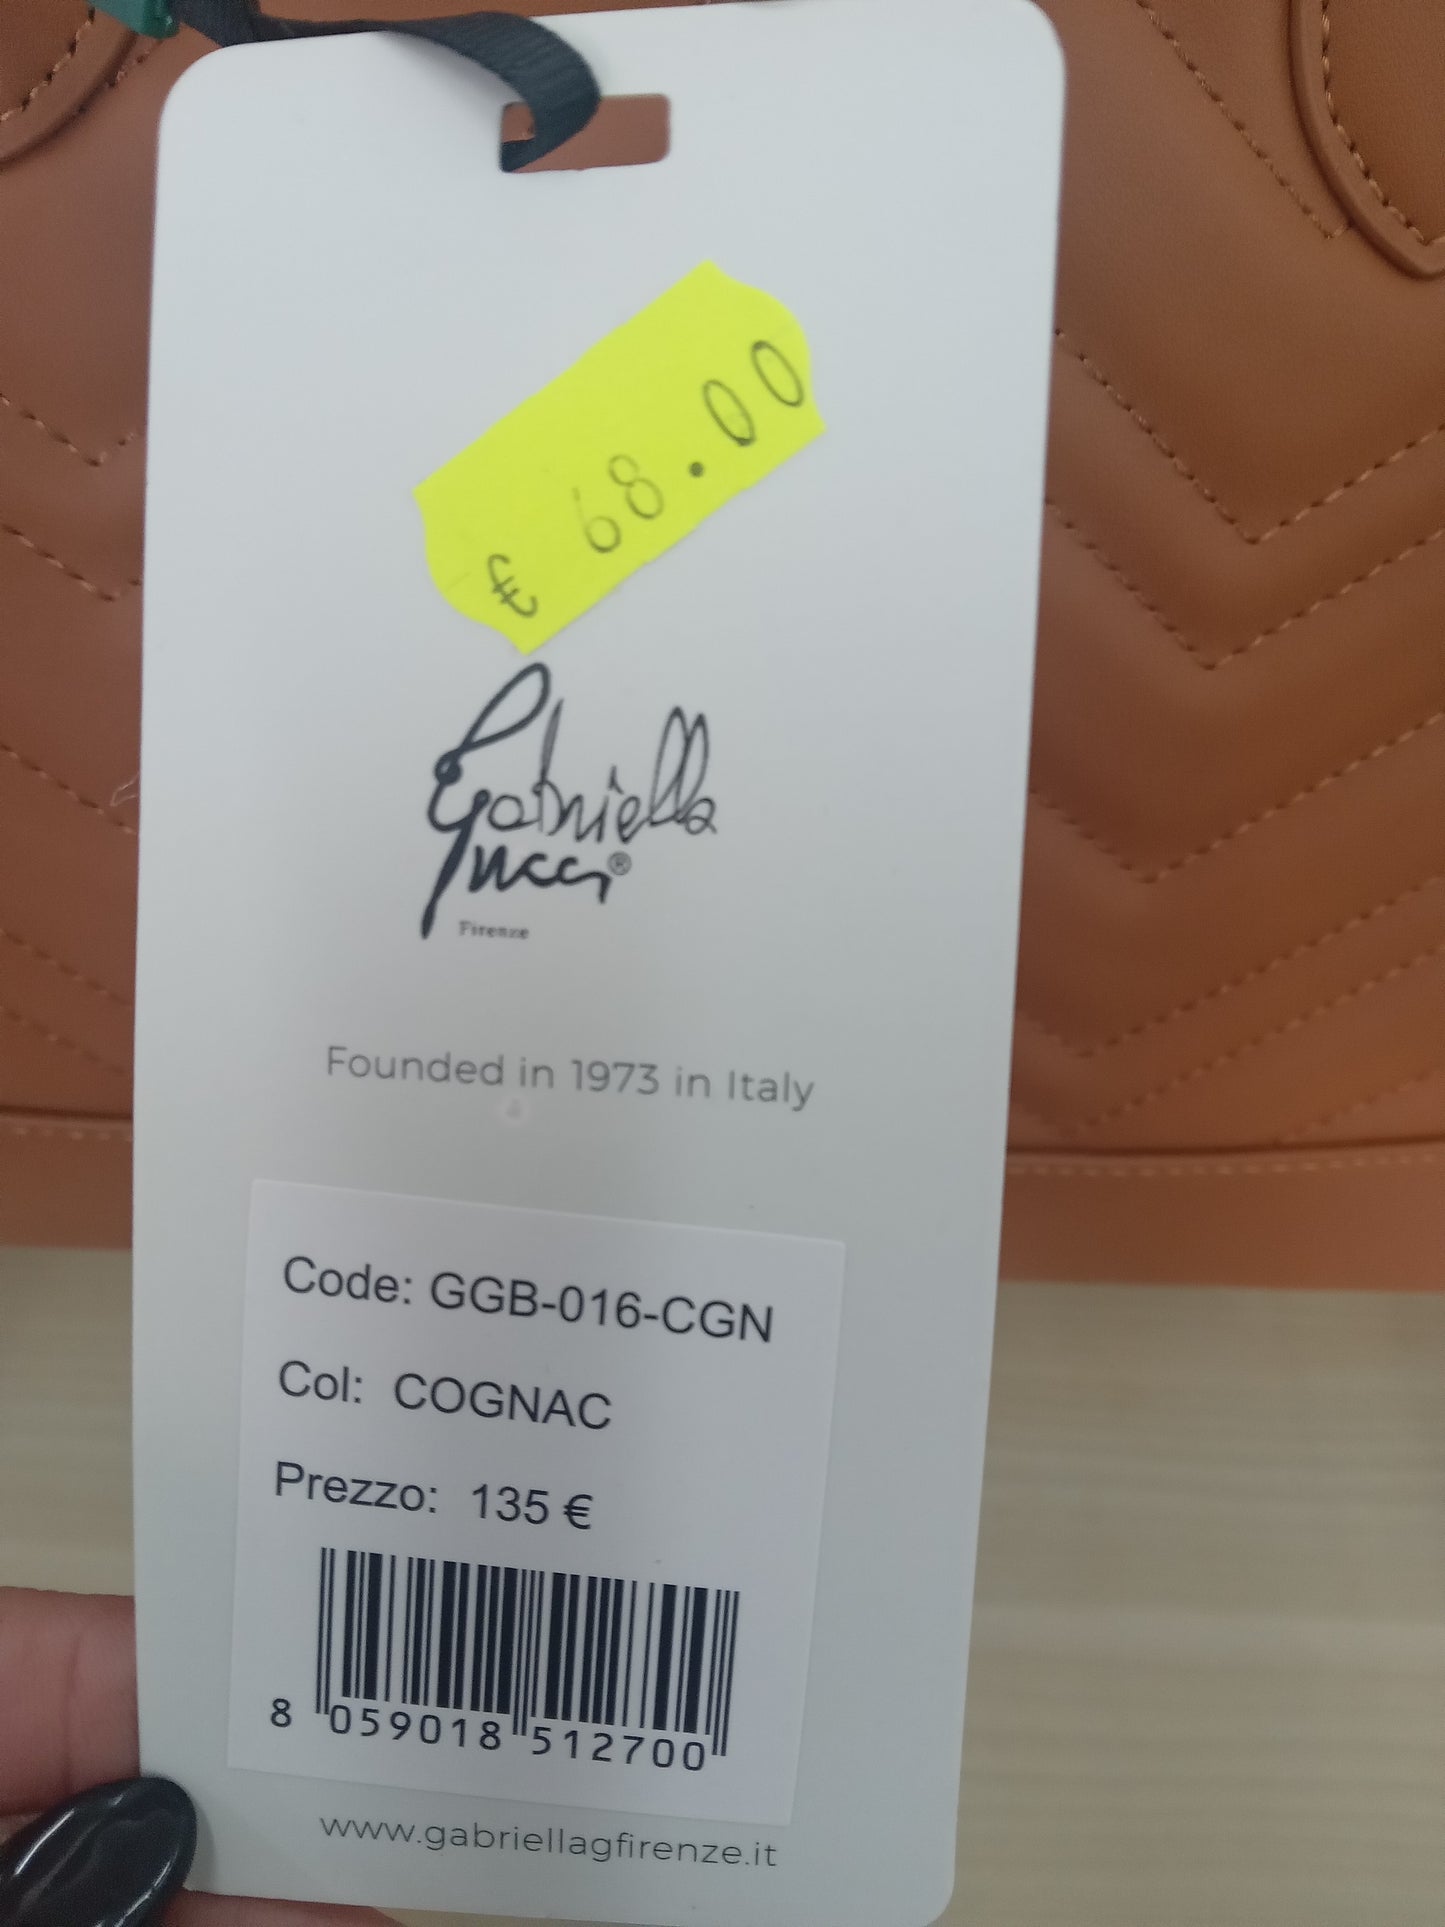 € 68.00
Gabriella
Gucci®
Firenze
Founded in 1973 in Italy
Code: GGB-016-CGN
Col: COGNAC
Prezzo: 135 €
8 059018 512700
www.gabriellagfirenze.it